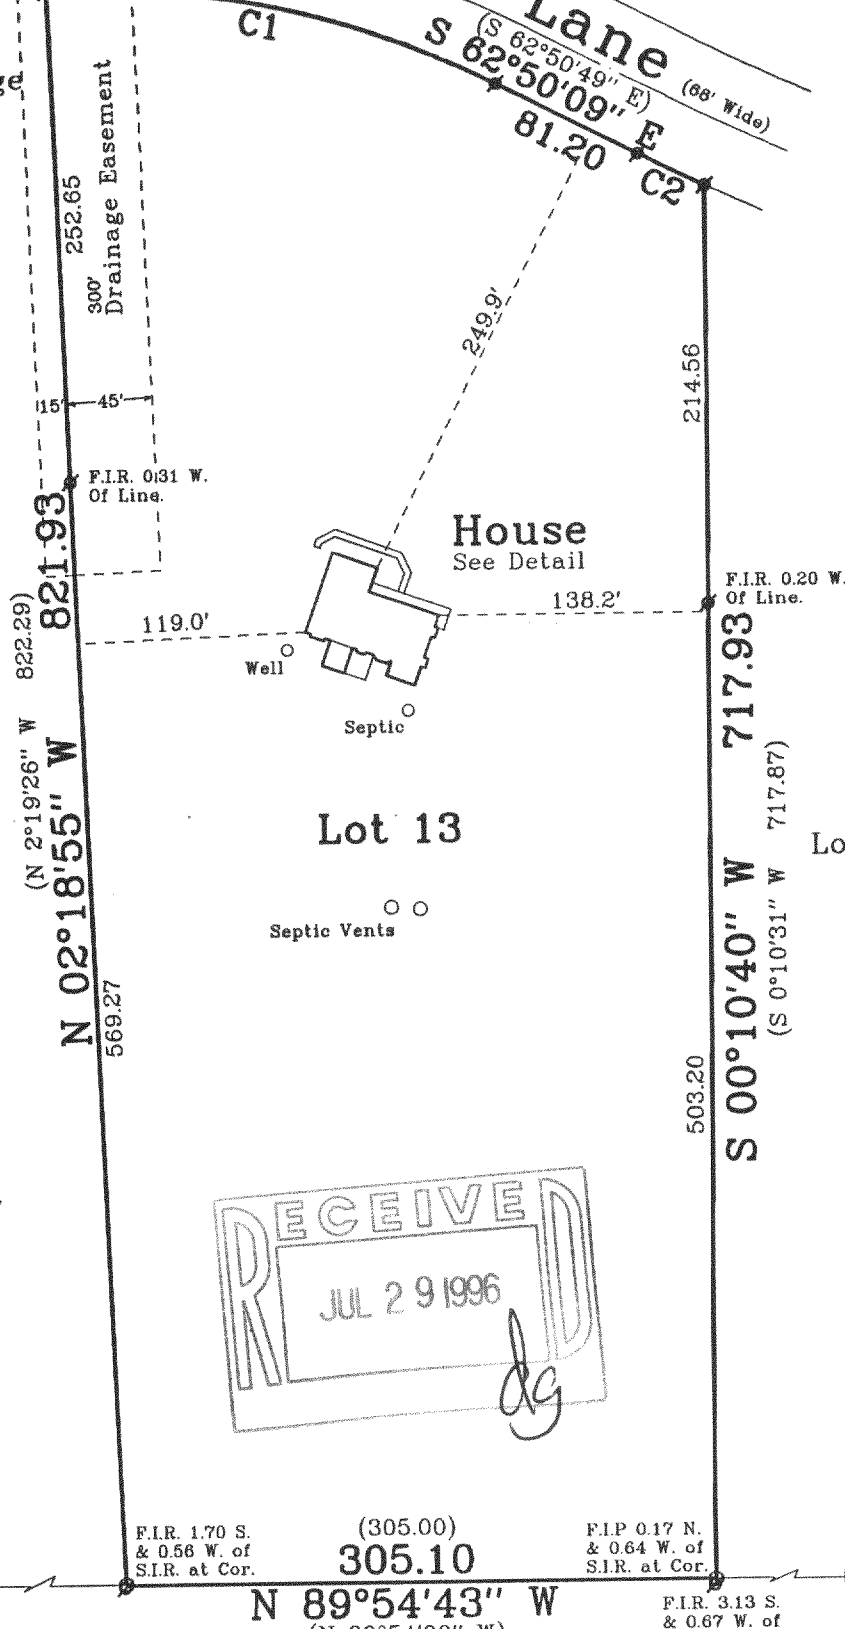 Lane
(66' Wide)
(S 62°50'49" E)
S 62°50'09" E
81.20
C1
C2
252.65
300'
Drainage Easement
249.9'
214.56
15'
45'
F.I.R. 0.31 W.
Of Line.
House
See Detail
F.I.R. 0.20 W.
Of Line.
138.2'
119.0'
Well
Septic
821.93
(N 2°19'26" W 822.29)
N 02°18'55" W
569.27
Lot 13
Septic Vents
717.93
S 00°10'40" W
(S 0°10'31" W 717.87)
503.20
Lo
RECEIVED
JUL 29 1996
dg
F.I.R. 1.70 S.
& 0.56 W. of
S.I.R. at Cor.
(305.00)
305.10
F.I.P 0.17 N.
& 0.64 W. of
S.I.R. at Cor.
N 89°54'43" W
F.I.R. 3.13 S.
& 0.67 W. of